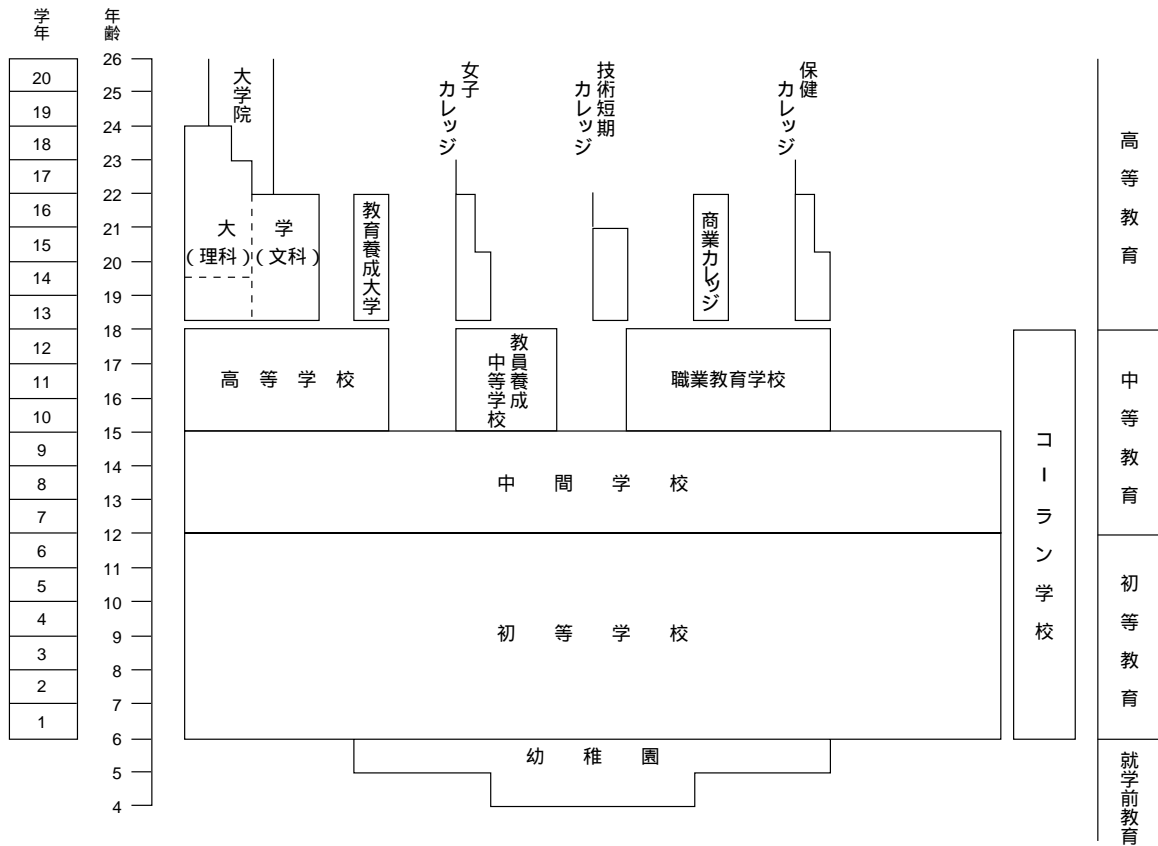 学年
年齢
20
19
18
17
16
15
14
13
12
11
10
9
8
7
6
5
4
3
2
1
26
25
24
23
22
21
20
19
18
17
16
15
14
13
12
11
10
9
8
7
6
5
4
大学院
女子
カレッジ
技術短期
カレッジ
保健
カレッジ
大学
(理科)(文科)
教育養成大学
商業カレッジ
高等学校
教員養成
中等学校
職業教育学校
中間学校
初等学校
幼稚園
コーラン学校
高等教育
中等教育
初等教育
就学前教育